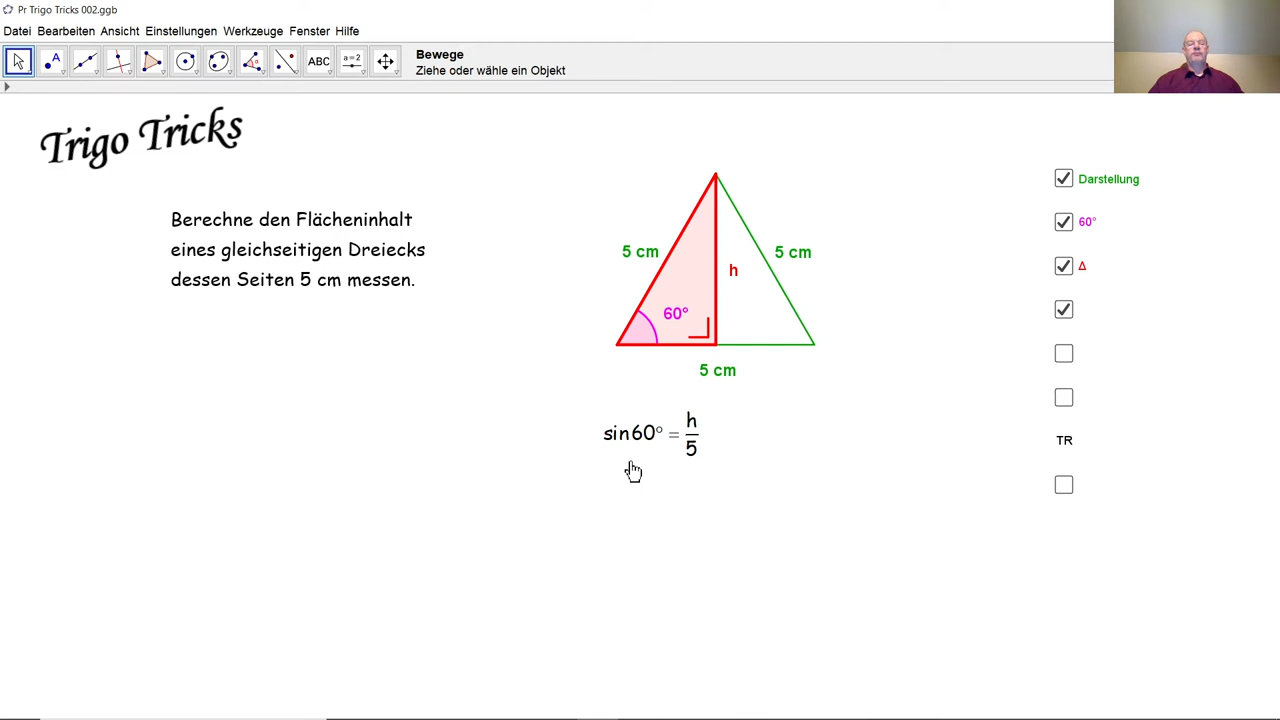 Pr Trigo Tricks 002.ggb
Datei Bearbeiten Ansicht Einstellungen Werkzeuge Fenster Hilfe
A
ABC
a=2
Bewege
Ziehe oder wähle ein Objekt
Trigo Tricks
Berechne den Flächeninhalt
eines gleichseitigen Dreiecks
dessen Seiten 5 cm messen.
5 cm
5 cm
h
60°
5 cm
sin60° = h/5
Darstellung
60°
Δ
TR